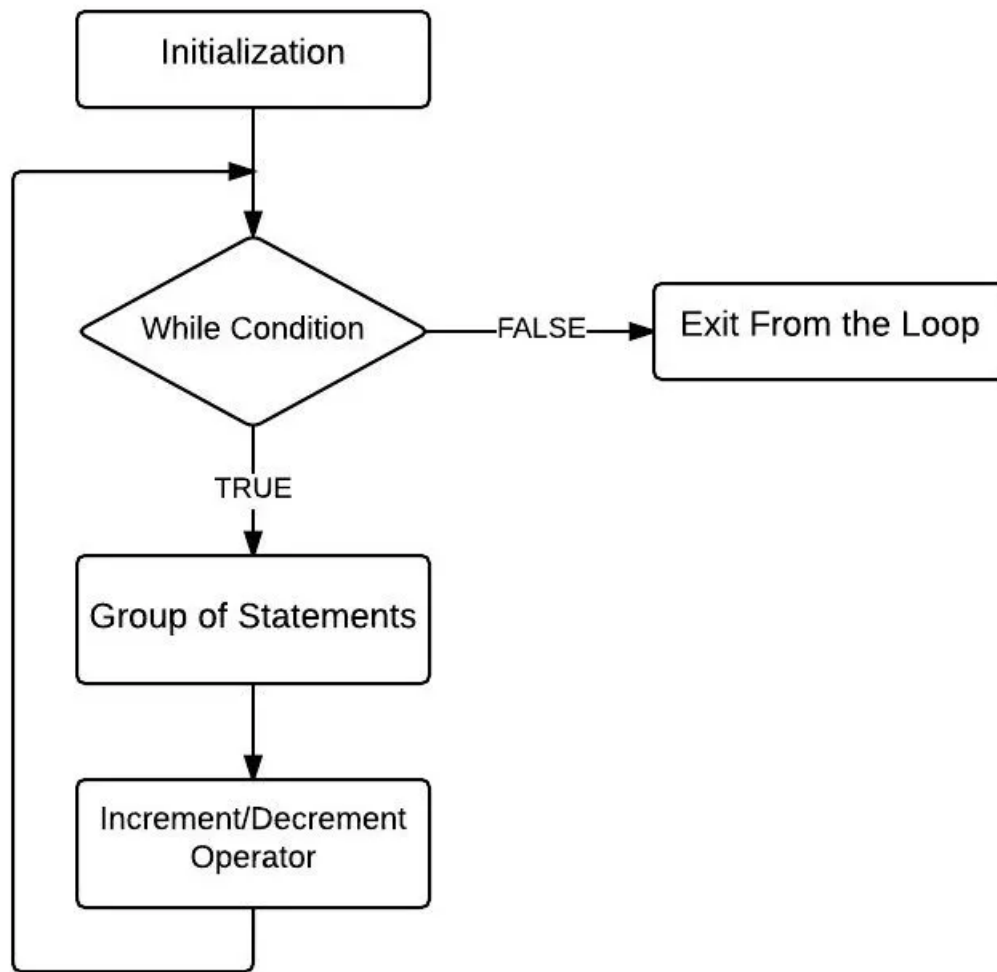 Initialization
While Condition
FALSE
Exit From the Loop
TRUE
Group of Statements
Increment/Decrement
Operator